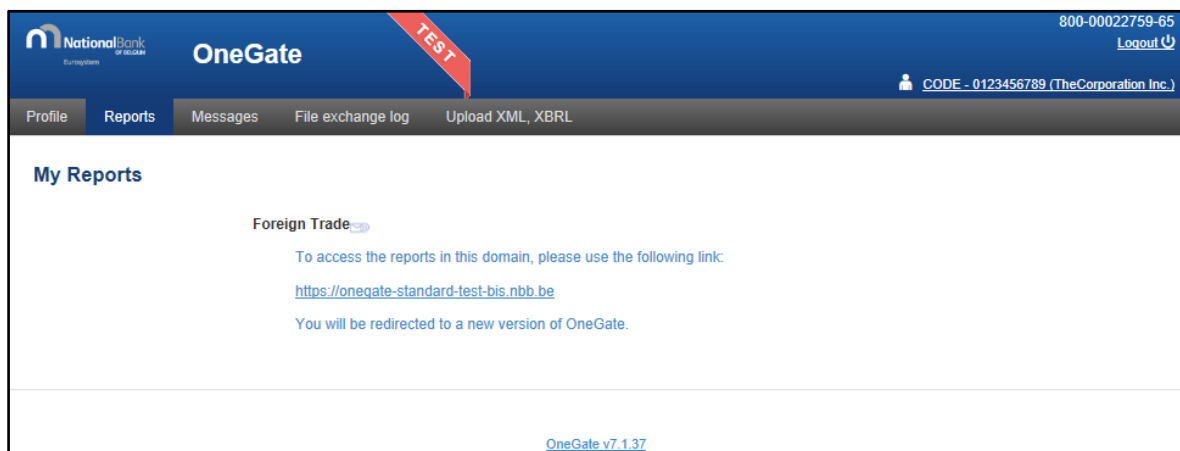 800-00022759-65
NationalBank
OF BELGIUM
Eurosystem
OneGate
TEST
Logout
CODE - 0123456789 (TheCorporation Inc.)
Profile Reports Messages File exchange log Upload XML, XBRL
My Reports
Foreign Trade
To access the reports in this domain, please use the following link:
https://onegate-standard-test-bis.nbb.be
You will be redirected to a new version of OneGate.
OneGate v7.1.37